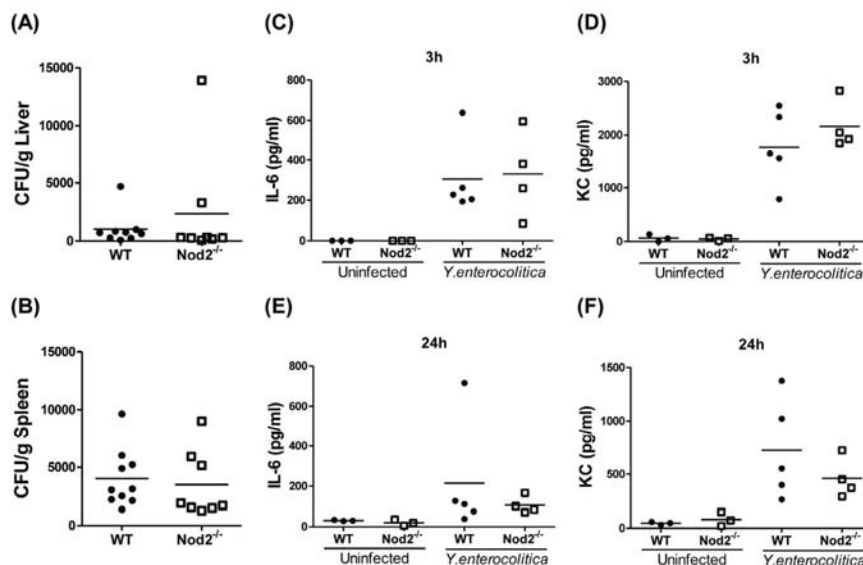 (A)
CFU/g Liver
15000
10000
5000
0
WT Nod2-/-
(B)
CFU/g Spleen
15000
10000
5000
0
WT Nod2-/-
(C)
3h
IL-6 (pg/ml)
800
600
400
200
0
WT Nod2-/- WT Nod2-/-
Uninfected Y.enterocolitica
(D)
3h
KC (pg/ml)
3000
2000
1000
0
WT Nod2-/- WT Nod2-/-
Uninfected Y.enterocolitica
(E)
24h
IL-6 (pg/ml)
800
600
400
200
0
WT Nod2-/- WT Nod2-/-
Uninfected Y.enterocolitica
(F)
24h
KC (pg/ml)
1500
1000
500
0
WT Nod2-/- WT Nod2-/-
Uninfected Y.enterocolitica